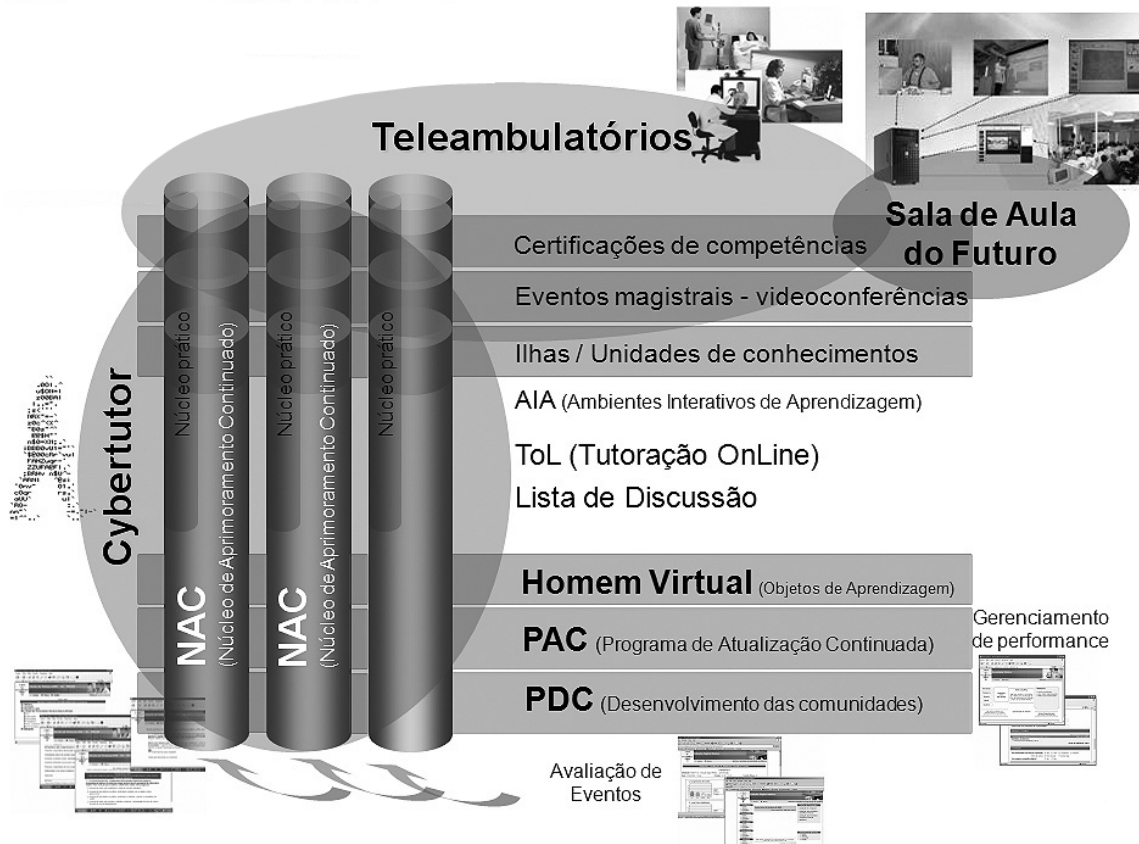 Teleambulatórios
Sala de Aula
do Futuro
Certificações de competências
Eventos magistrais - videoconferências
Ilhas / Unidades de conhecimentos
AIA (Ambientes Interativos de Aprendizagem)
ToL (Tutoração OnLine)
Lista de Discussão
Homem Virtual (Objetos de Aprendizagem)
PAC (Programa de Atualização Continuada)
PDC (Desenvolvimento das comunidades)
Cybertutor
Núcleo prático
NAC
(Núcleo de Aprimoramento Continuado)
Núcleo prático
NAC
(Núcleo de Aprimoramento Continuado)
Núcleo prático
Gerenciamento
de performance
Avaliação de
Eventos